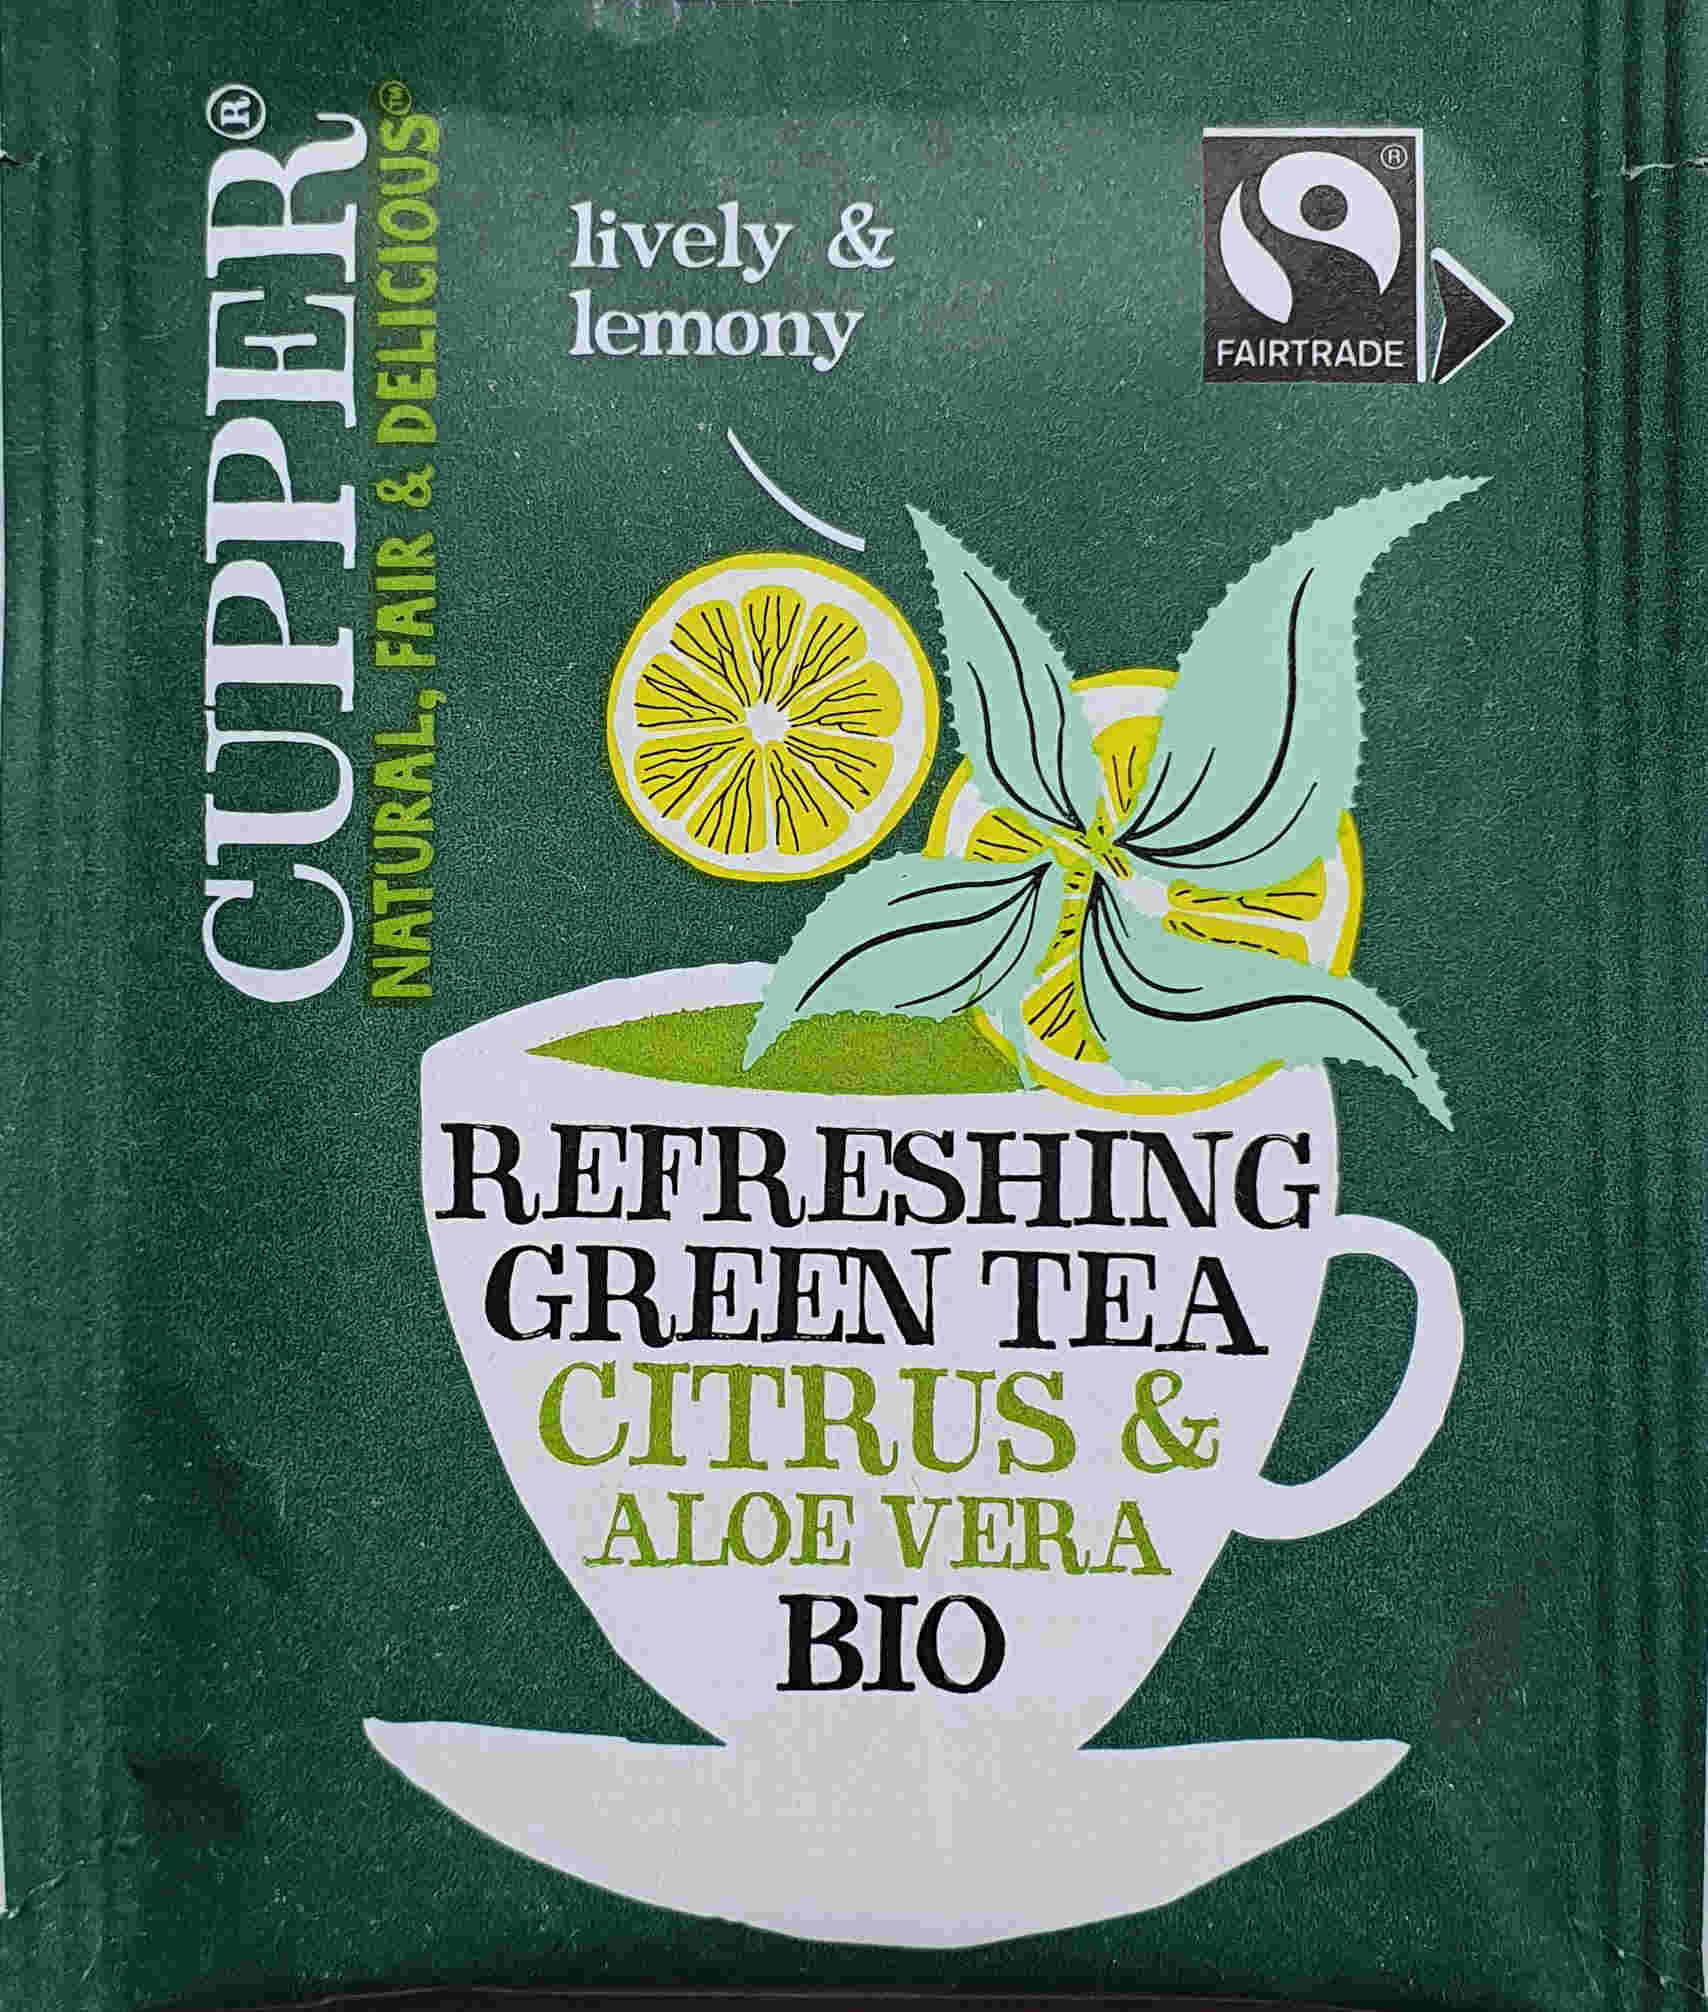 CUPPER®
NATURAL, FAIR & DELICIOUS™
lively &
lemony
®
FAIRTRADE
REFRESHING
GREEN TEA
CITRUS &
ALOE VERA
BIO